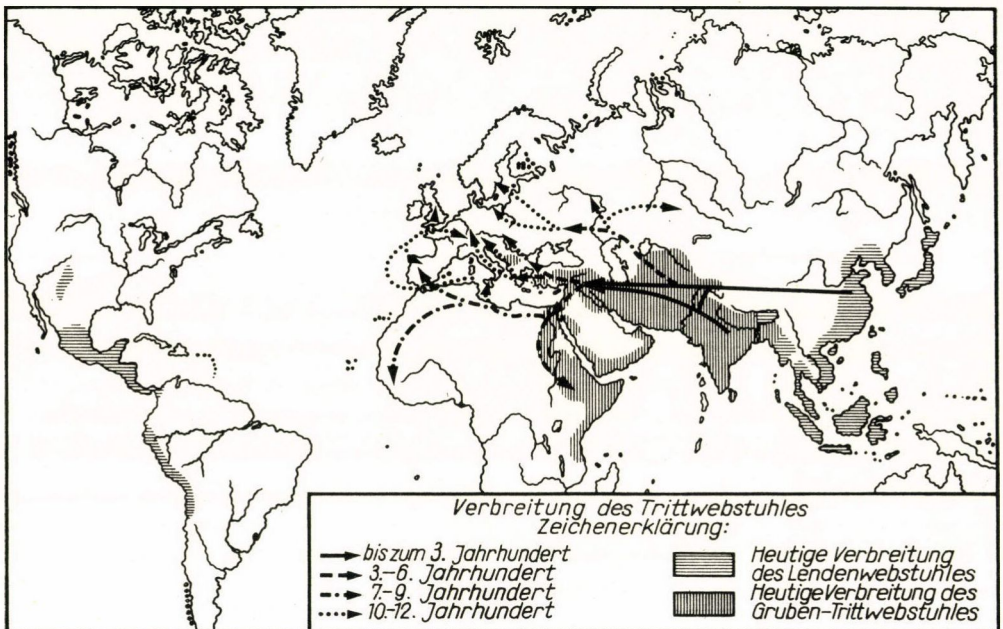 Verbreitung des Trittwebstuhles
Zeichenerklärung:
bis zum 3. Jahrhundert
3.-6. Jahrhundert
7.-9. Jahrhundert
10.-12. Jahrhundert
Heutige Verbreitung
des Lendenwebstuhles
Heutige Verbreitung des
Gruben-Trittwebstuhles